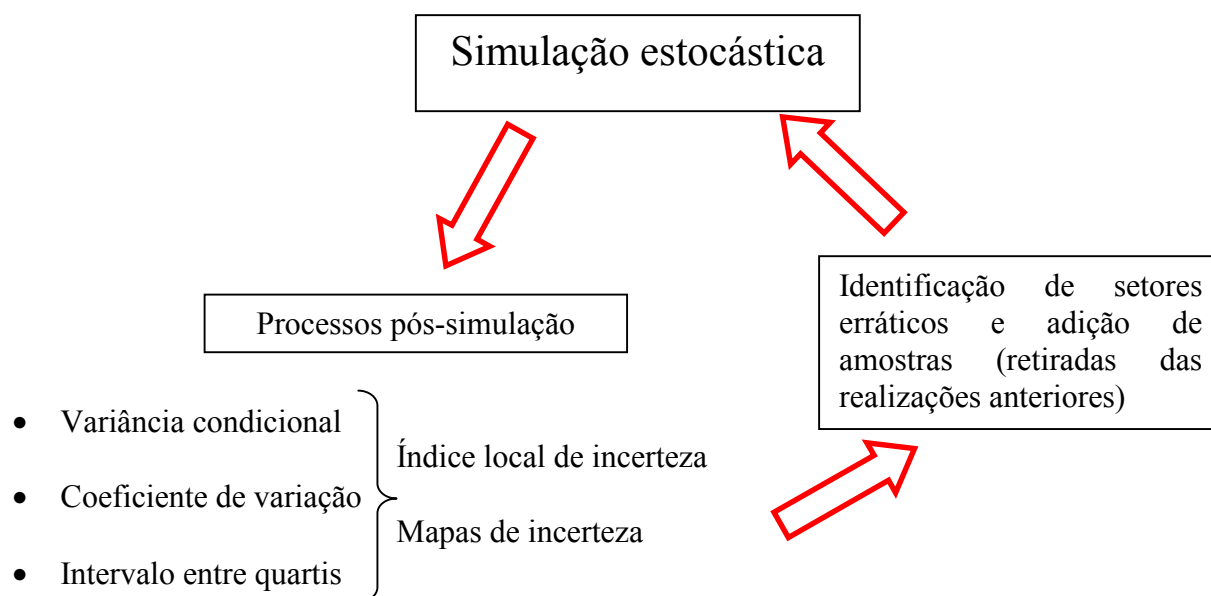 Simulação estocástica
Processos pós-simulação
• Variância condicional
• Coeficiente de variação
• Intervalo entre quartis
Índice local de incerteza
Mapas de incerteza
Identificação de setores
erráticos e adição de
amostras (retiradas das
realizações anteriores)